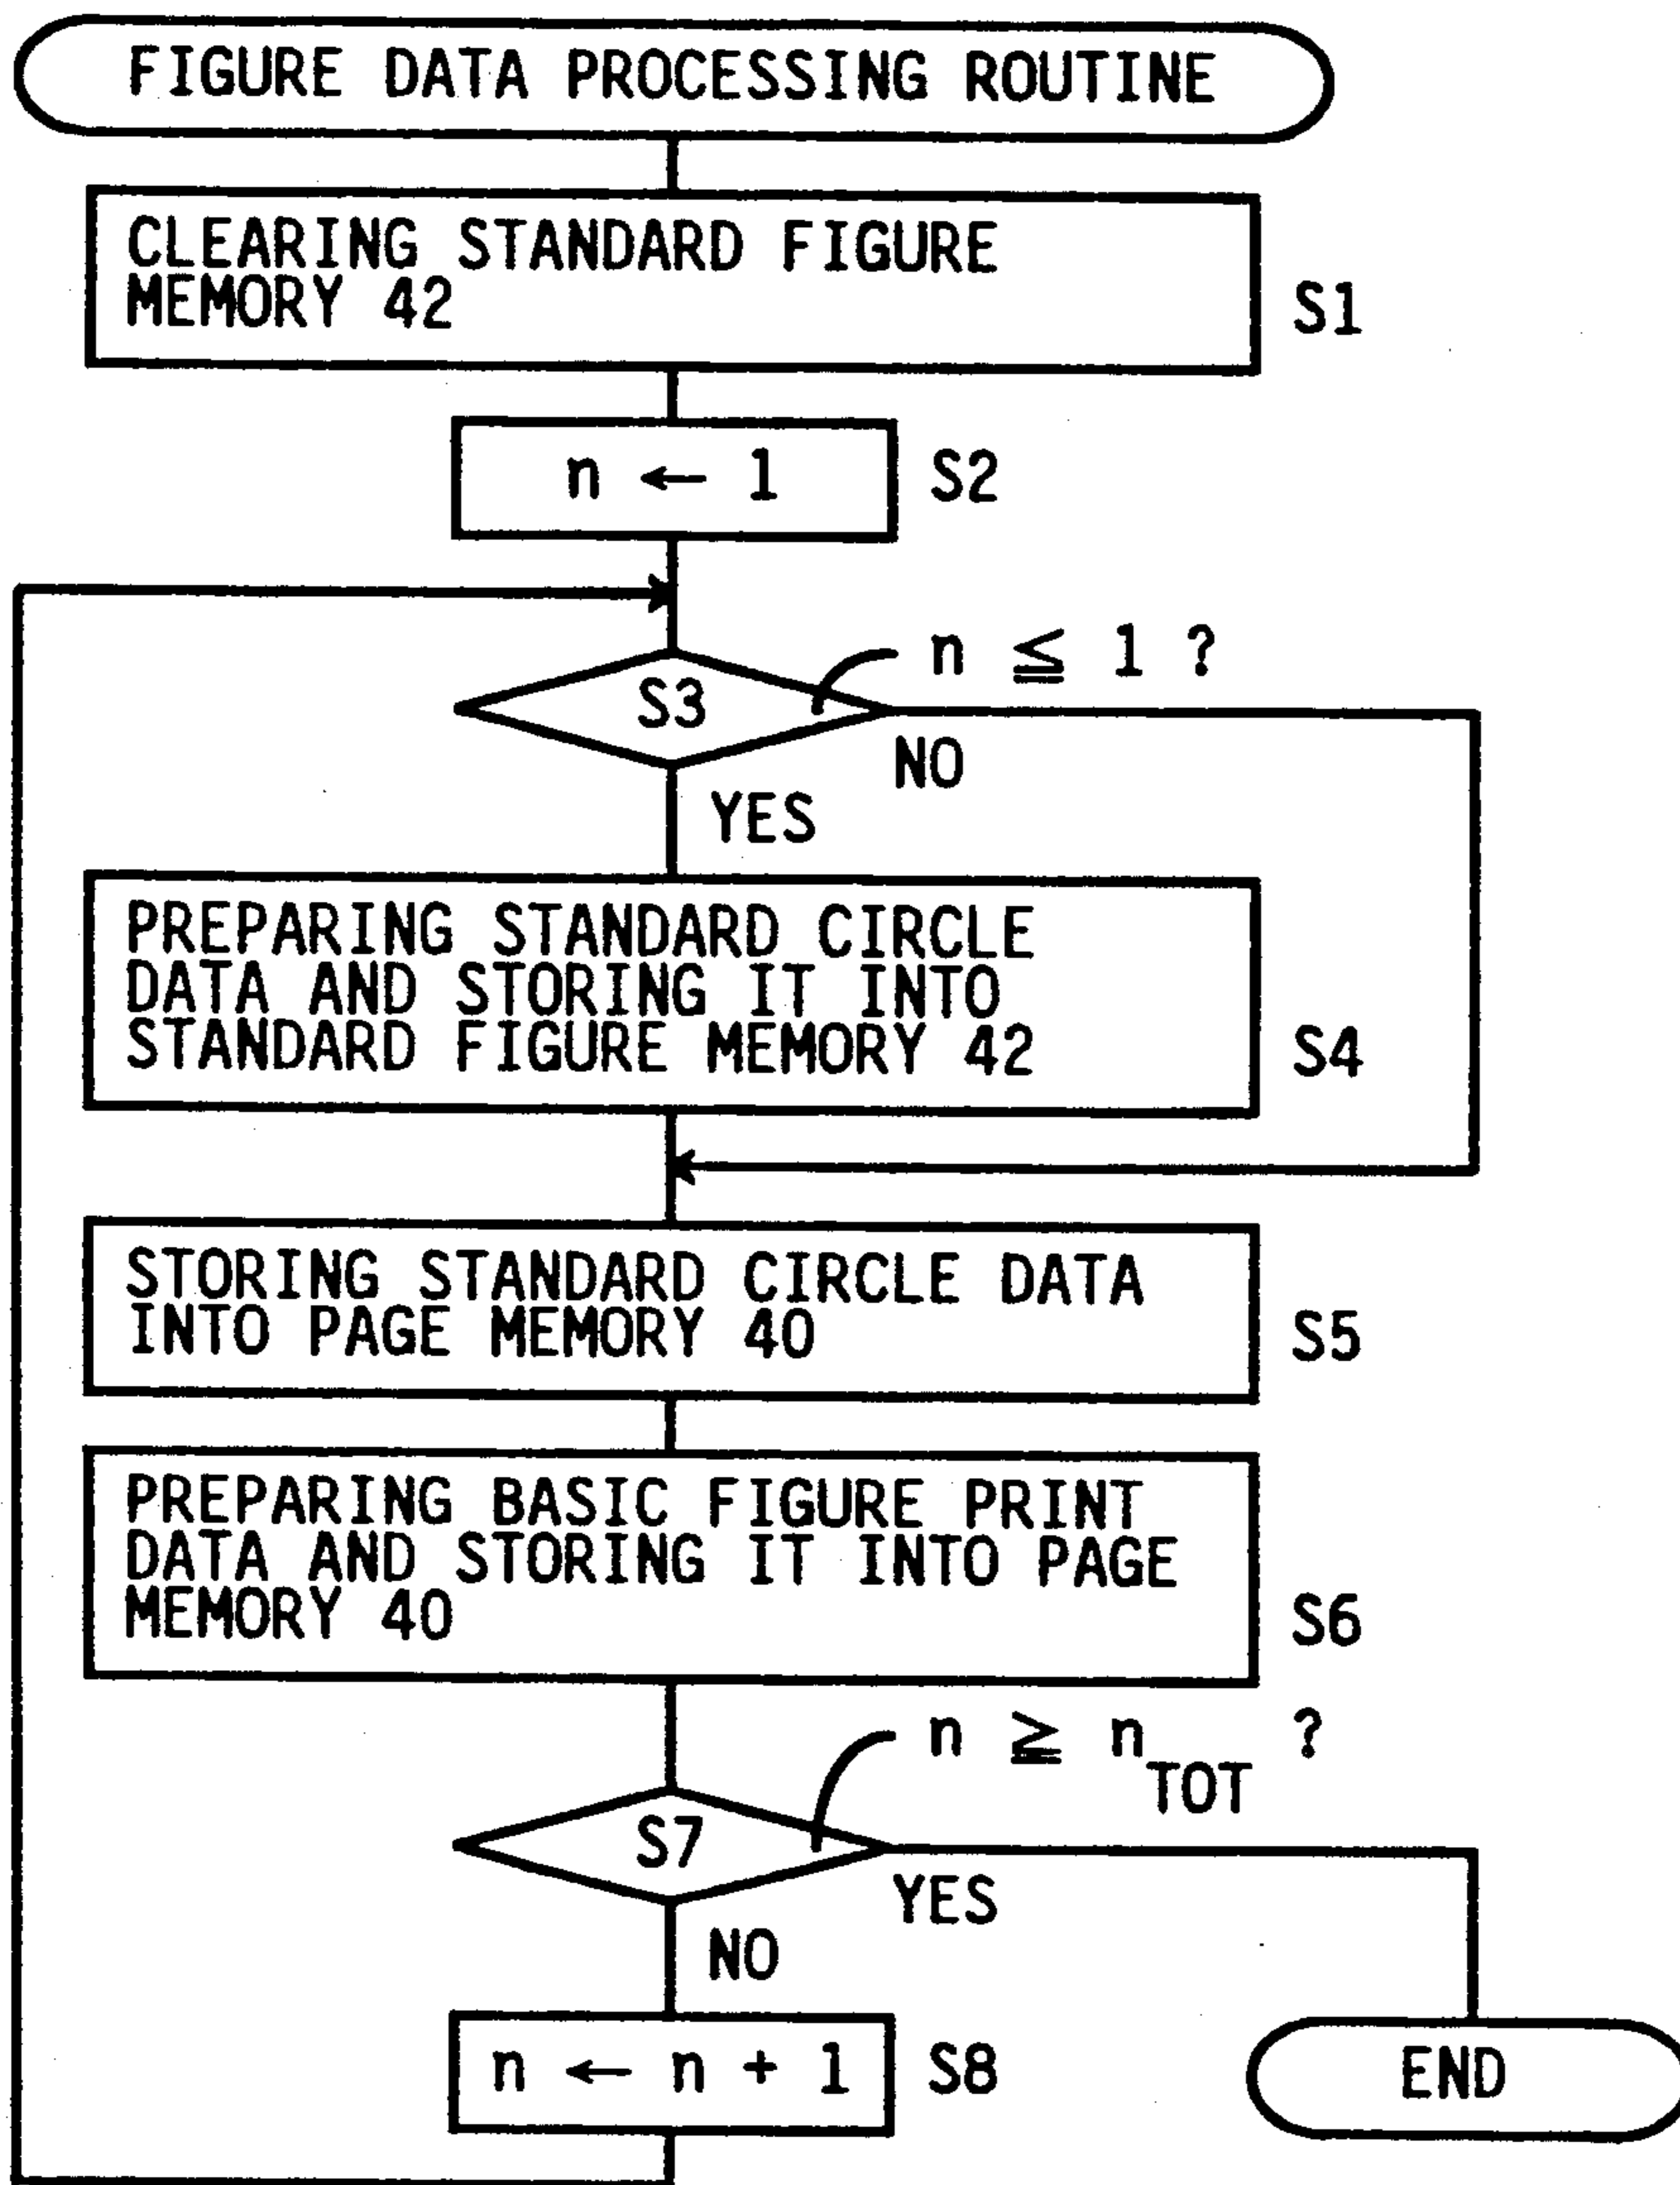 FIGURE DATA PROCESSING ROUTINE
CLEARING STANDARD FIGURE
MEMORY 42
S1
n ← 1
S2
n ≦ 1 ?
S3
NO
YES
PREPARING STANDARD CIRCLE
DATA AND STORING IT INTO
STANDARD FIGURE MEMORY 42
S4
STORING STANDARD CIRCLE DATA
INTO PAGE MEMORY 40
S5
PREPARING BASIC FIGURE PRINT
DATA AND STORING IT INTO PAGE
MEMORY 40
S6
n ≧ n TOT ?
S7
YES
NO
n ← n + 1
S8
END